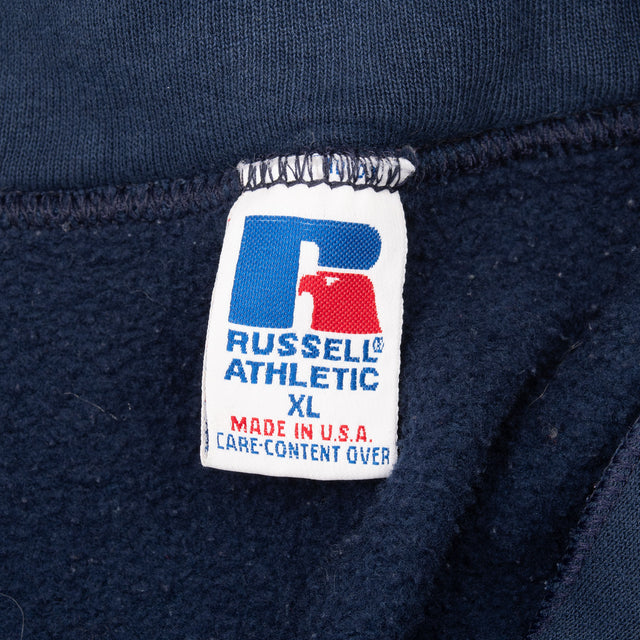 RUSSELL®
ATHLETIC
XL
MADE IN U.S.A.
CARE-CONTENT OVER